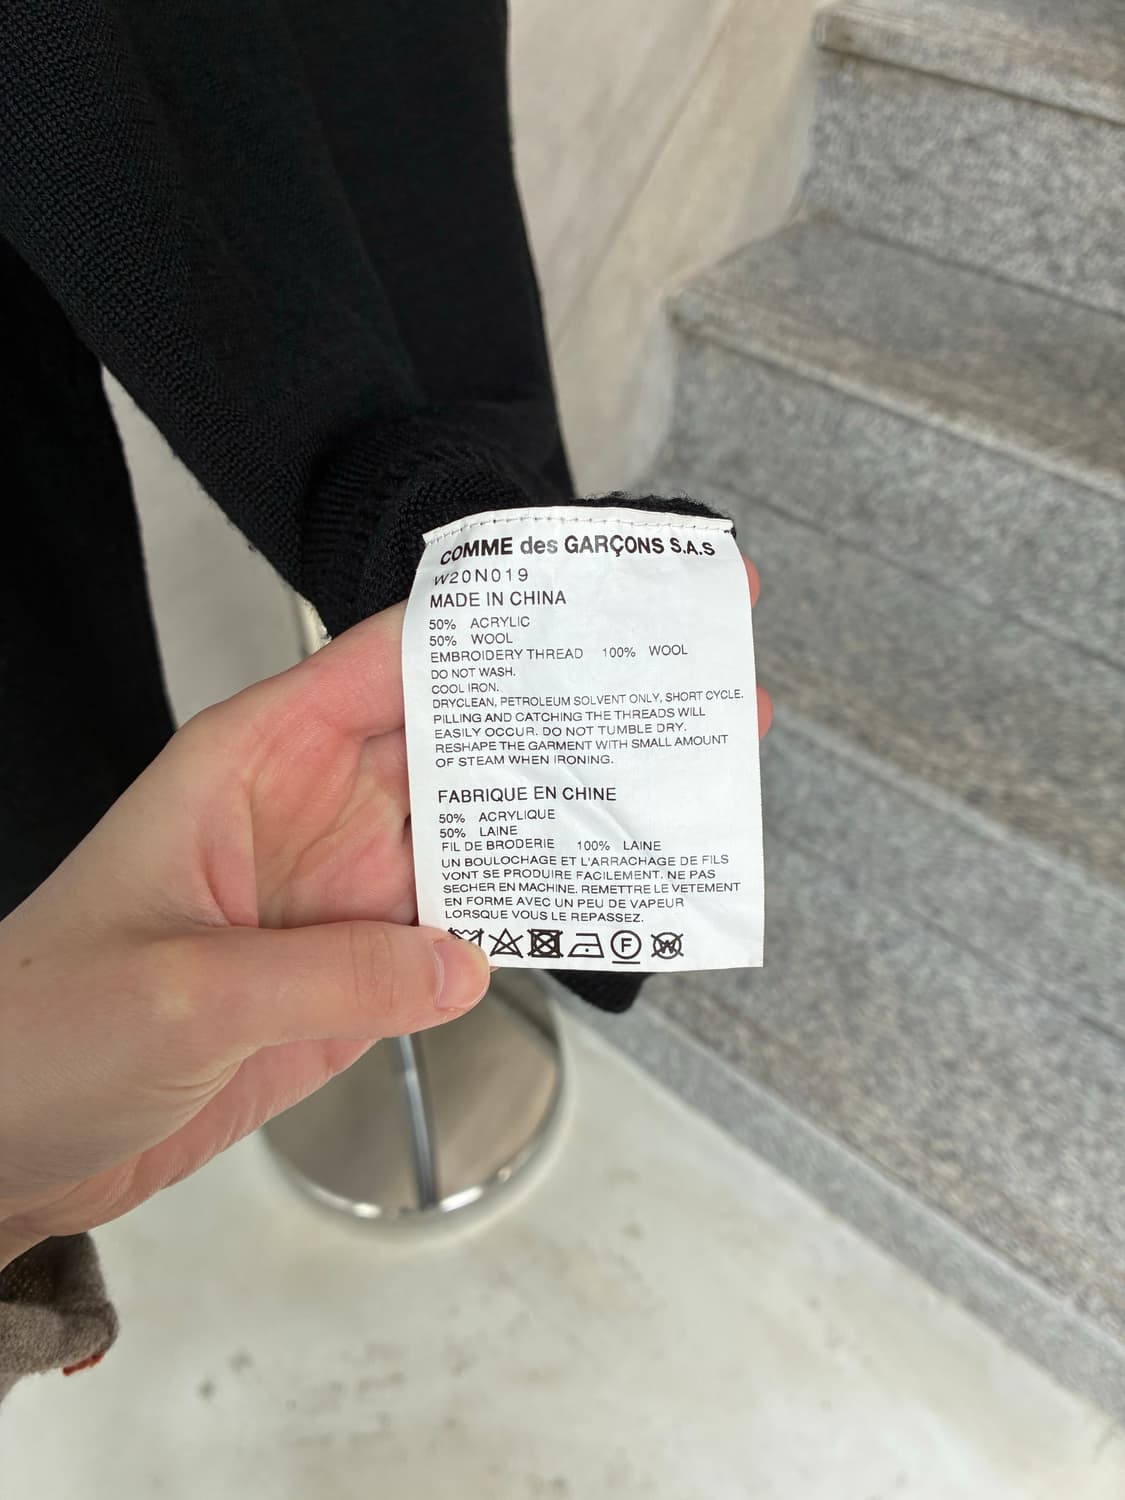 COMME des GARÇONS S.A.S
W20N019
MADE IN CHINA
50% ACRYLIC
50% WOOL
EMBROIDERY THREAD 100% WOOL
DO NOT WASH.
COOL IRON.
DRYCLEAN, PETROLEUM SOLVENT ONLY, SHORT CYCLE.
PILLING AND CATCHING THE THREADS WILL
EASILY OCCUR. DO NOT TUMBLE DRY.
RESHAPE THE GARMENT WITH SMALL AMOUNT
OF STEAM WHEN IRONING.
FABRIQUE EN CHINE
50% ACRYLIQUE
50% LAINE
FIL DE BRODERIE 100% LAINE
UN BOULOCHAGE ET L'ARRACHAGE DE FILS
VONT SE PRODUIRE FACILEMENT. NE PAS
SECHER EN MACHINE. REMETTRE LE VETEMENT
EN FORME AVEC UN PEU DE VAPEUR
LORSQUE VOUS LE REPASSEZ.
F W